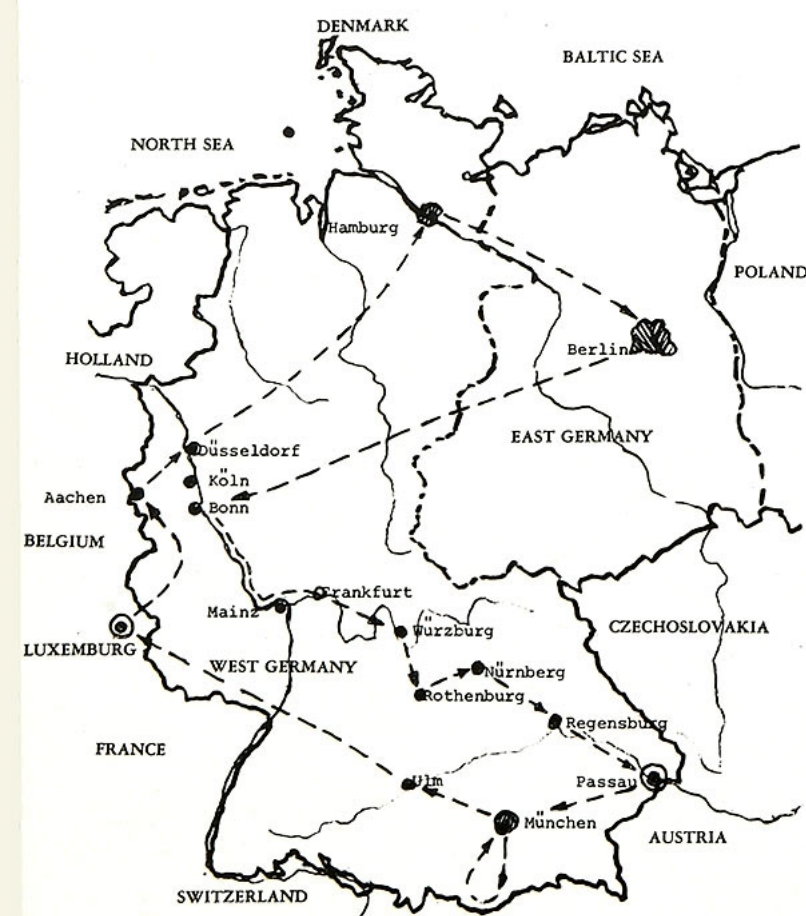 DENMARK
BALTIC SEA
NORTH SEA
Hamburg
POLAND
HOLLAND
Berlin
EAST GERMANY
Düsseldorf
Köln
Aachen
Bonn
BELGIUM
Frankfurt
Mainz
Würzburg
CZECHOSLOVAKIA
LUXEMBURG
WEST GERMANY
Nürnberg
Rothenburg
Regensburg
FRANCE
Ulm
Passau
München
AUSTRIA
SWITZERLAND